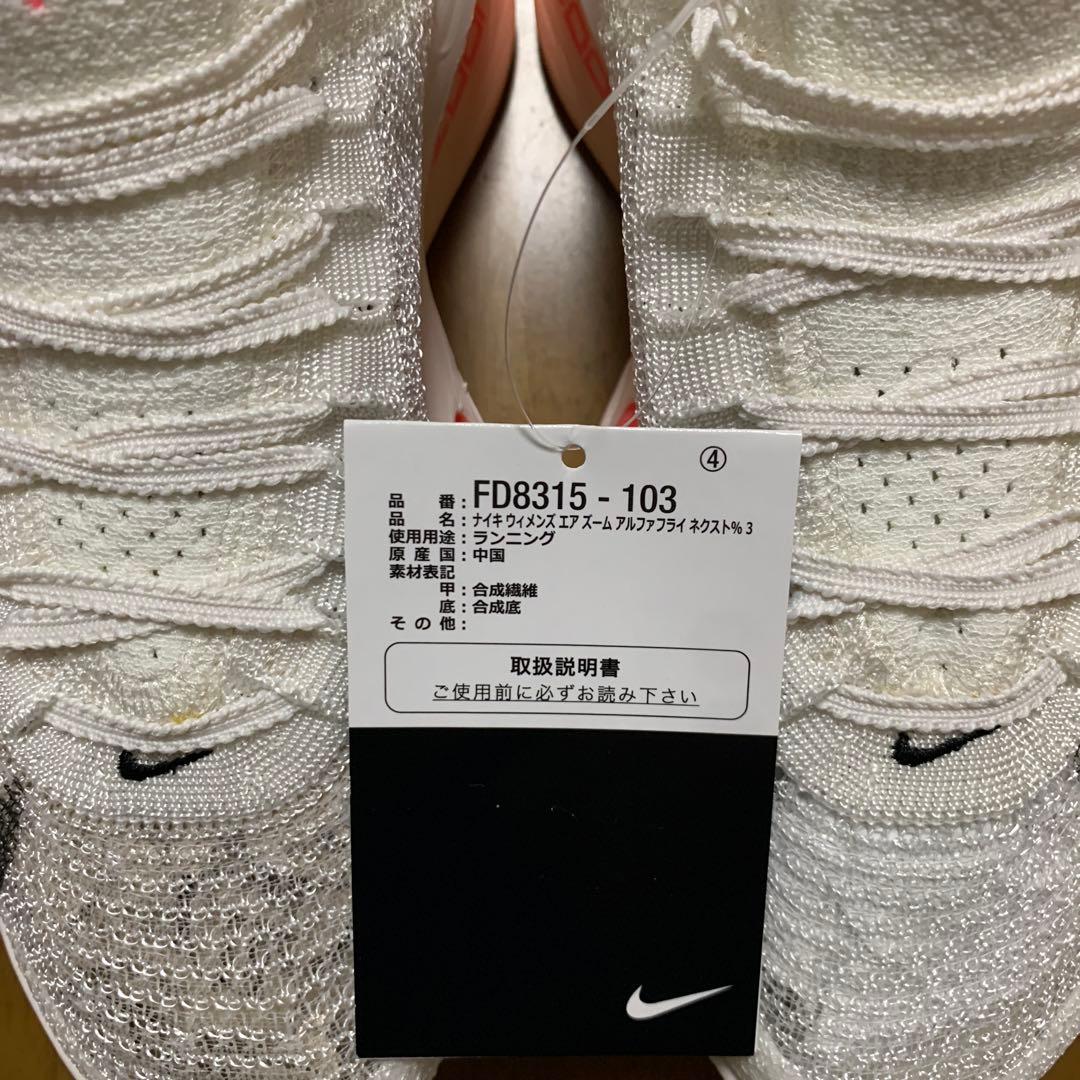 ④
品 番：FD8315 - 103
品 名：ナイキ ウィメンズ エア ズーム アルファフライ ネクスト% 3
使用用途：ランニング
原 産 国：中国
素材表記
甲：合成繊維
底：合成底
そ の 他：
取扱説明書
ご使用前に必ずお読み下さい